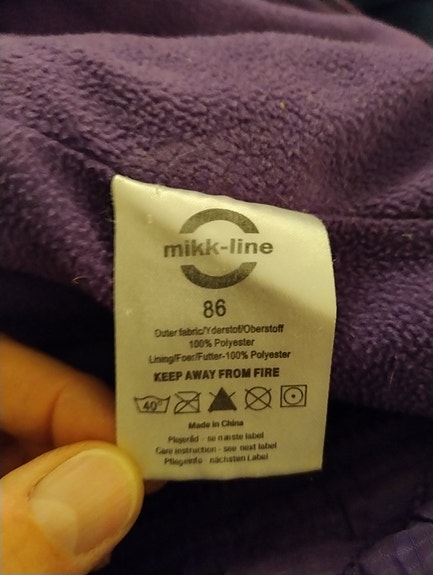 mikk-line
86
Outer fabric/Yderstof/Oberstoff
100% Polyester
Lining/Foer/Futter-100% Polyester
KEEP AWAY FROM FIRE
40°
Made in China
Plejeråd - se næste label
Care instruction - see next label
Pflegeinfo - nächsten Label